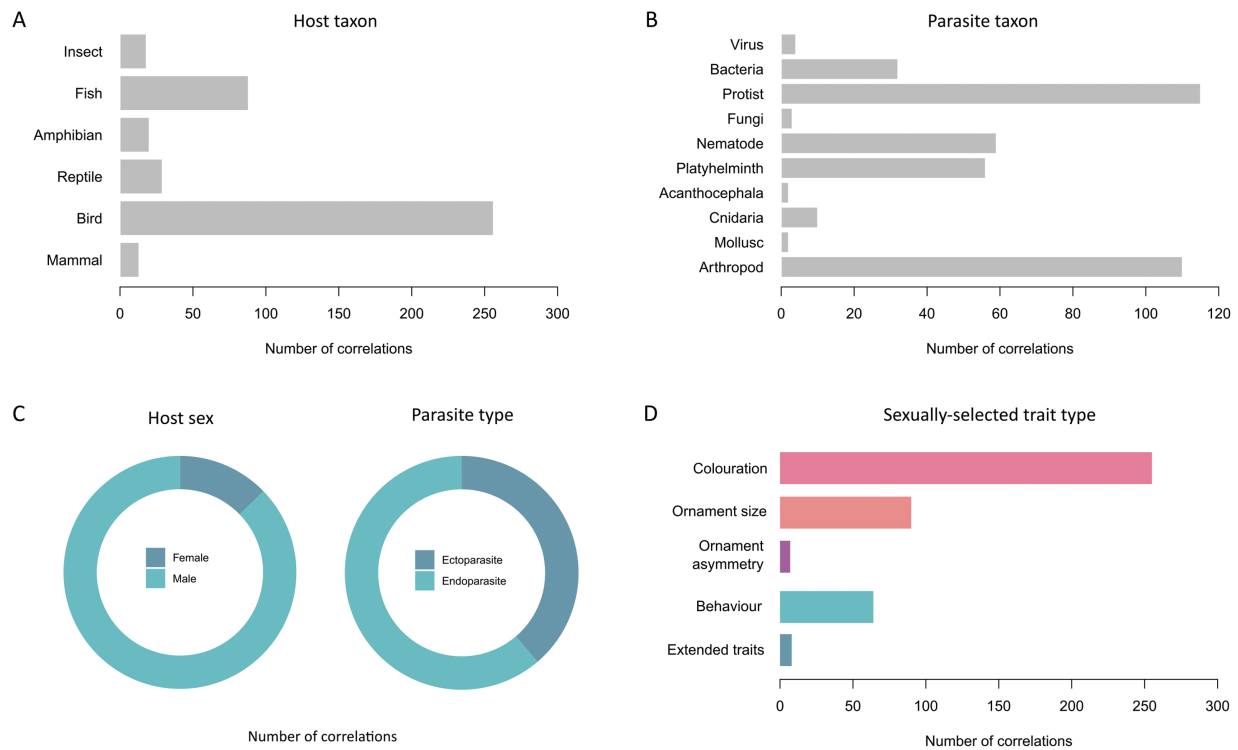 A
Host taxon
Insect
Fish
Amphibian
Reptile
Bird
Mammal
0 50 100 150 200 250 300
Number of correlations
B
Parasite taxon
Virus
Bacteria
Protist
Fungi
Nematode
Platyhelminth
Acanthocephala
Cnidaria
Mollusc
Arthropod
0 20 40 60 80 100 120
Number of correlations
C
Host sex
Female
Male
Parasite type
Ectoparasite
Endoparasite
Number of correlations
D
Sexually-selected trait type
Colouration
Ornament size
Ornament
asymmetry
Behaviour
Extended traits
0 50 100 150 200 250 300
Number of correlations